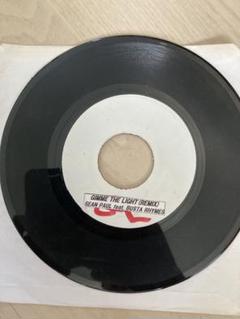 GIMME THE LIGHT (REMIX)
SEAN PAUL feat. BUSTA RHYMES